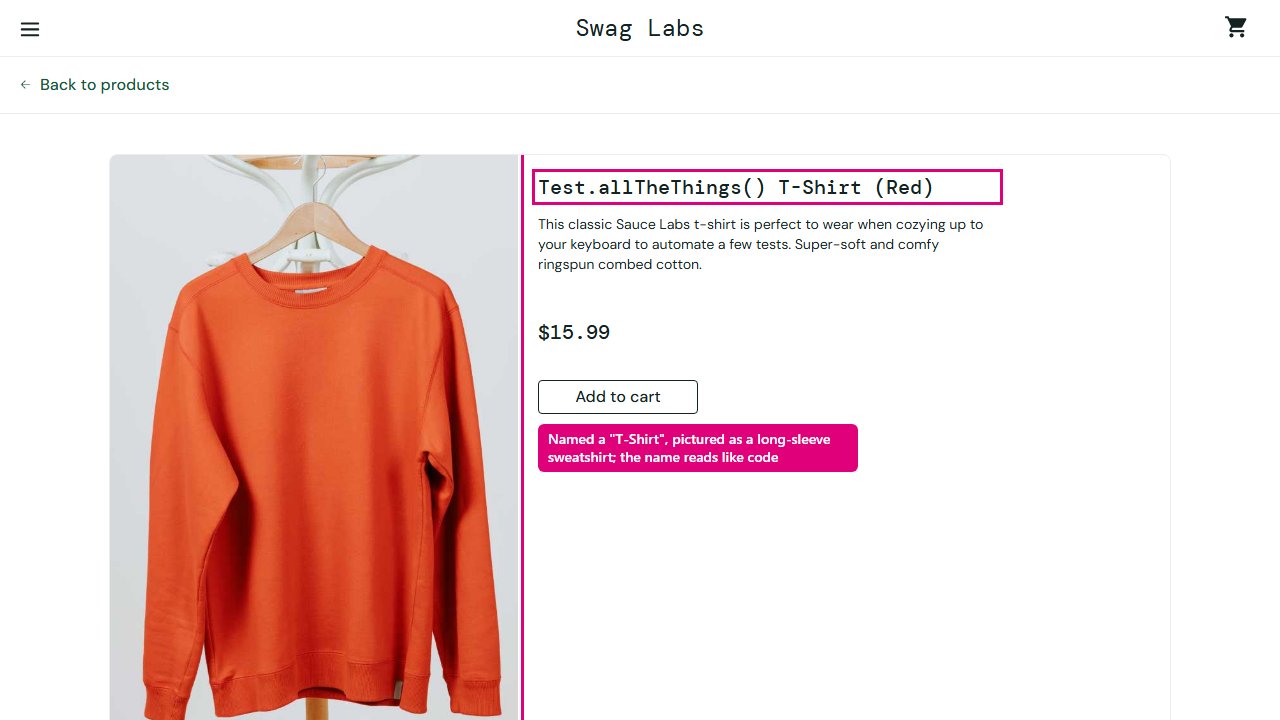 Swag Labs
← Back to products
Test.allTheThings() T-Shirt (Red)
This classic Sauce Labs t-shirt is perfect to wear when cozying up to
your keyboard to automate a few tests. Super-soft and comfy
ringspun combed cotton.
$15.99
Add to cart
Named a "T-Shirt", pictured as a long-sleeve
sweatshirt; the name reads like code